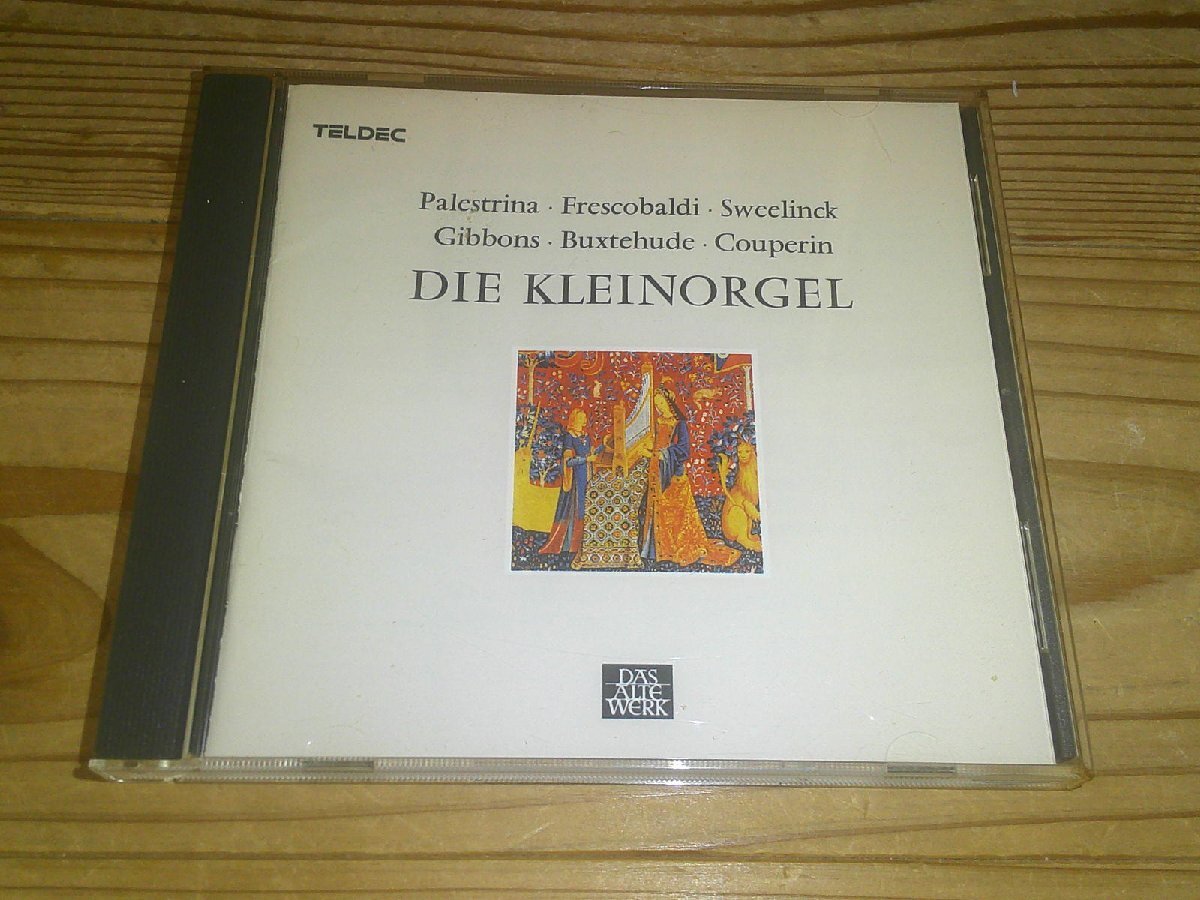 TELDEC
Palestrina · Frescobaldi · Sweelinck
Gibbons · Buxtehude · Couperin
DIE KLEINORGEL
DAS
ALTE
WERK